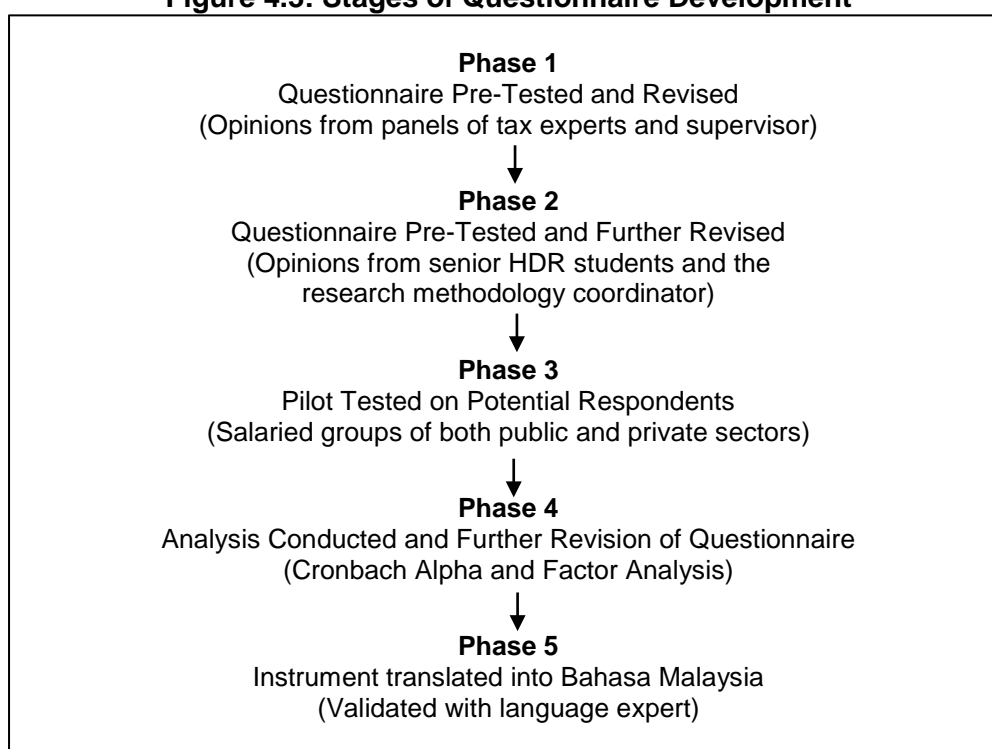 Figure Stages of Questionnaire Development
Phase 1
Questionnaire Pre-Tested and Revised
(Opinions from panels of tax experts and supervisor)
Phase 2
Questionnaire Pre-Tested and Further Revised
(Opinions from senior HDR students and the
research methodology coordinator)
Phase 3
Pilot Tested on Potential Respondents
(Salaried groups of both public and private sectors)
Phase 4
Analysis Conducted and Further Revision of Questionnaire
(Cronbach Alpha and Factor Analysis)
Phase 5
Instrument translated into Bahasa Malaysia
(Validated with language expert)